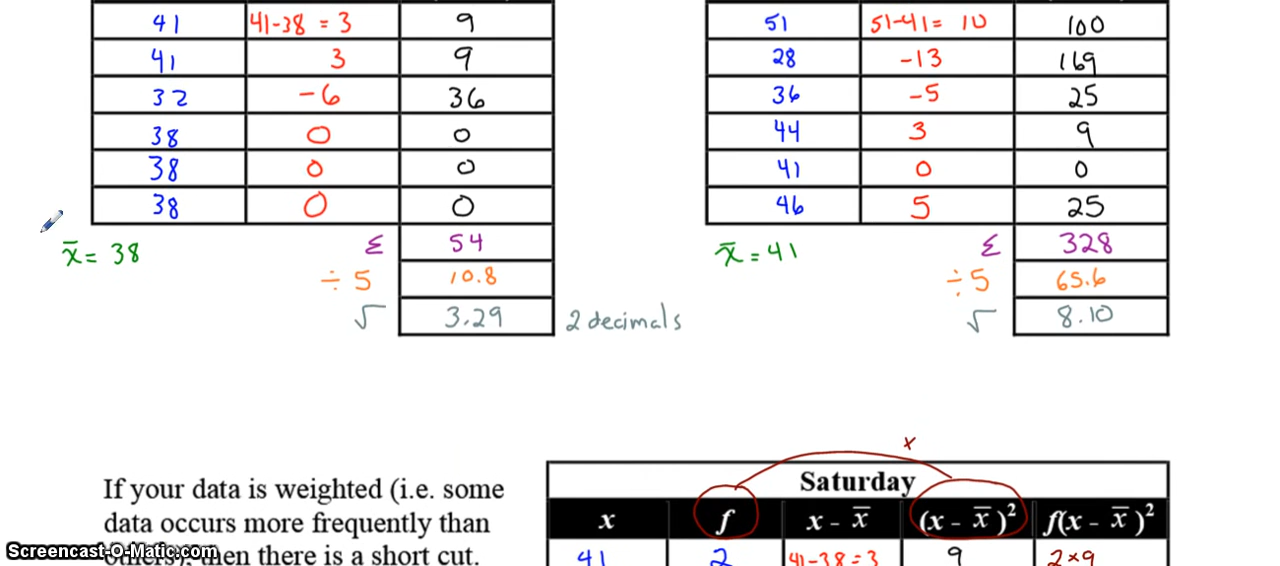 41 41-38 = 3 9
41 3 9
32 -6 36
38 0 0
38 0 0
38 0 0
x̄ = 38 Σ 54
÷ 5 10.8
√ 3.29 2 decimals
51 51-41 = 10 100
28 -13 169
36 -5 25
44 3 9
41 0 0
46 5 25
x̄ = 41 Σ 328
÷ 5 65.6
√ 8.10
If your data is weighted (i.e. some
data occurs more frequently than
then there is a short cut.
x
Saturday
x f x - x̄ (x - x̄)² f(x - x̄)²
41 2 41-38=3 9 2×9
Screencast-O-Matic.com